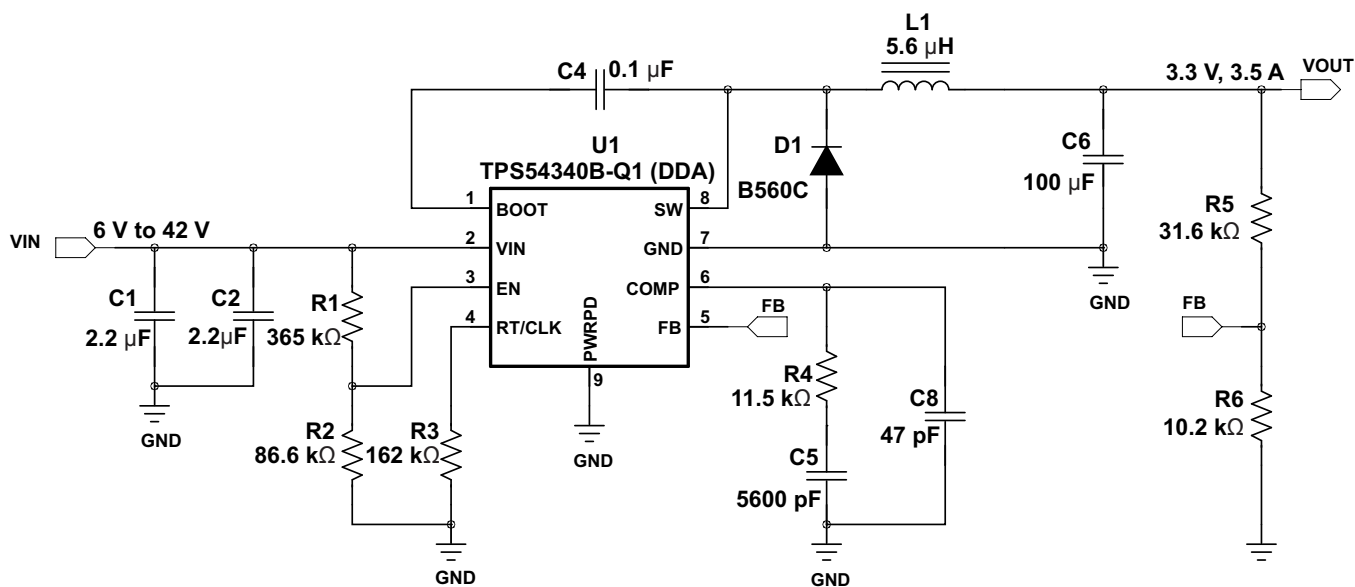 L1
5.6 µH
C4
0.1 µF
3.3 V, 3.5 A
VOUT
U1
TPS54340B-Q1 (DDA)
D1
B560C
C6
100 µF
1
BOOT
SW
8
R5
31.6 kΩ
VIN
6 V to 42 V
2
VIN
GND
7
3
EN
COMP
6
GND
C1
2.2 µF
C2
2.2µF
R1
365 kΩ
4
RT/CLK
PWRPD
FB
5
FB
FB
9
R4
11.5 kΩ
C8
47 pF
R6
10.2 kΩ
GND
R2
86.6 kΩ
R3
162 kΩ
GND
C5
5600 pF
GND
GND
GND